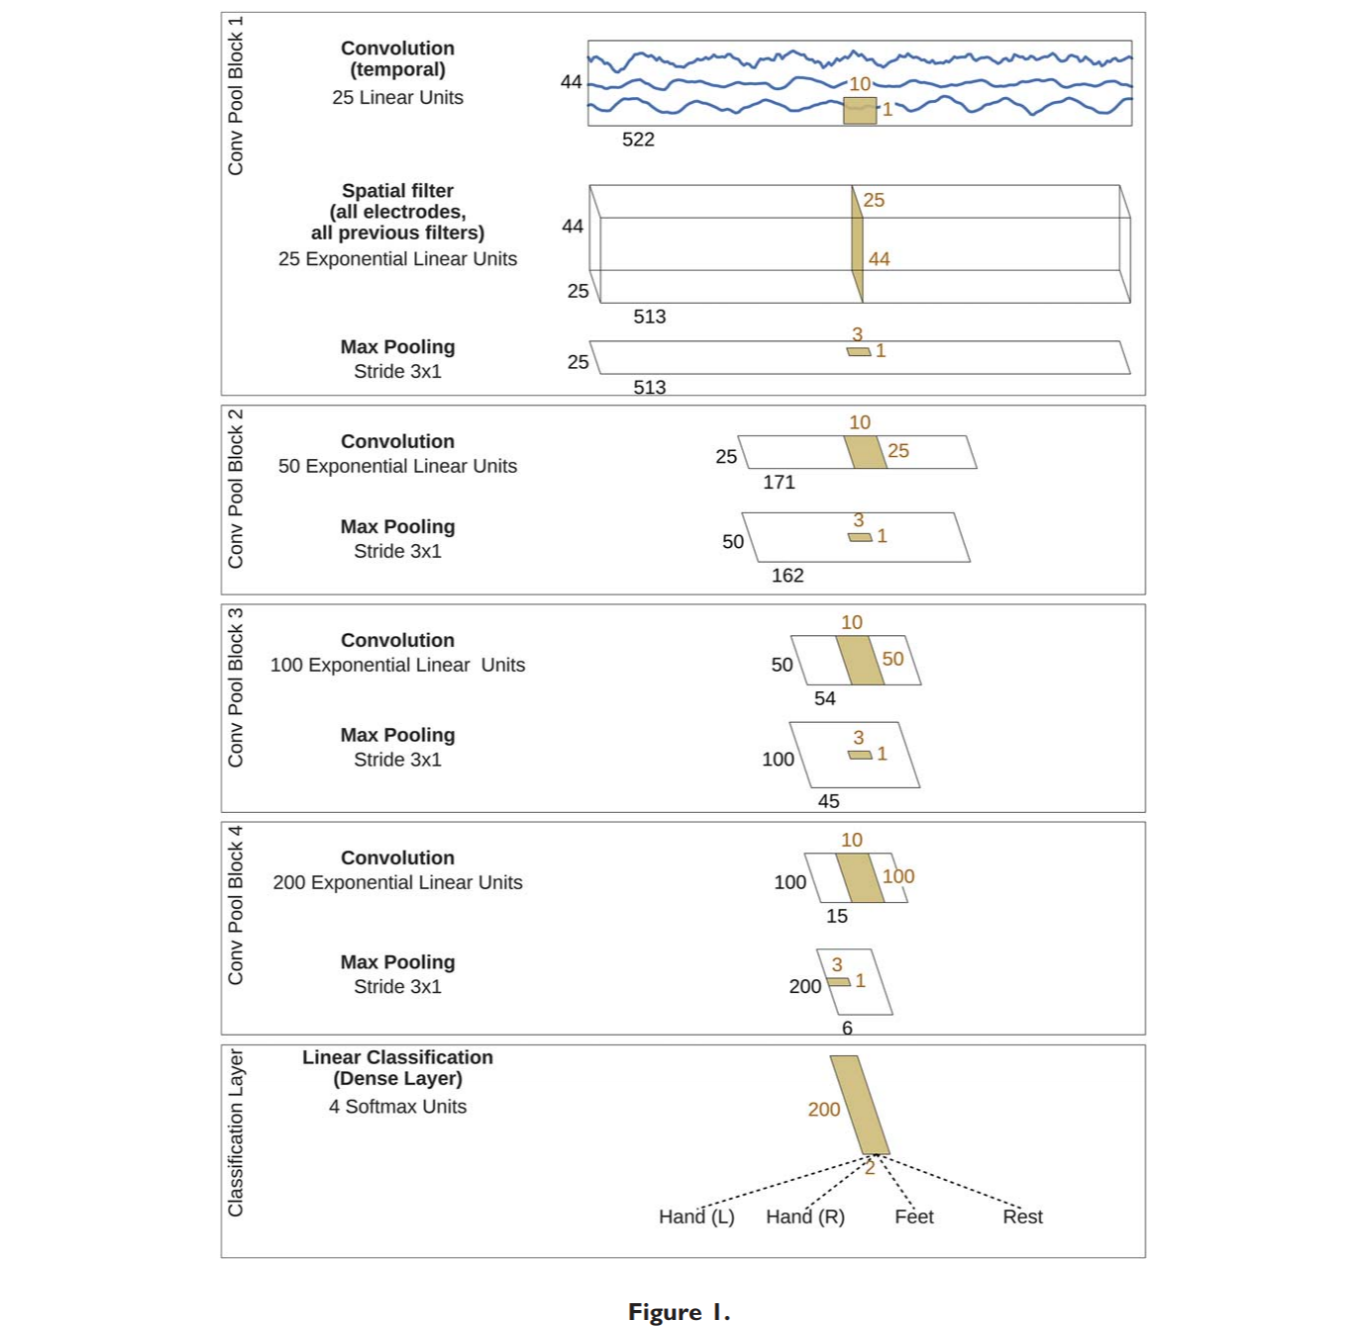 Conv Pool Block 1
Convolution
(temporal)
25 Linear Units
44
10
1
522
Spatial filter
(all electrodes,
all previous filters)
25 Exponential Linear Units
44
25
25
44
513
Max Pooling
Stride 3x1
25
3
1
513
Conv Pool Block 2
Convolution
50 Exponential Linear Units
25
10
25
171
Max Pooling
Stride 3x1
50
3
1
162
Conv Pool Block 3
Convolution
100 Exponential Linear Units
50
10
50
54
Max Pooling
Stride 3x1
100
3
1
45
Conv Pool Block 4
Convolution
200 Exponential Linear Units
100
10
100
15
Max Pooling
Stride 3x1
200
3
1
6
Classification Layer
Linear Classification
(Dense Layer)
4 Softmax Units
200
2
Hand (L) Hand (R) Feet Rest
Figure 1.